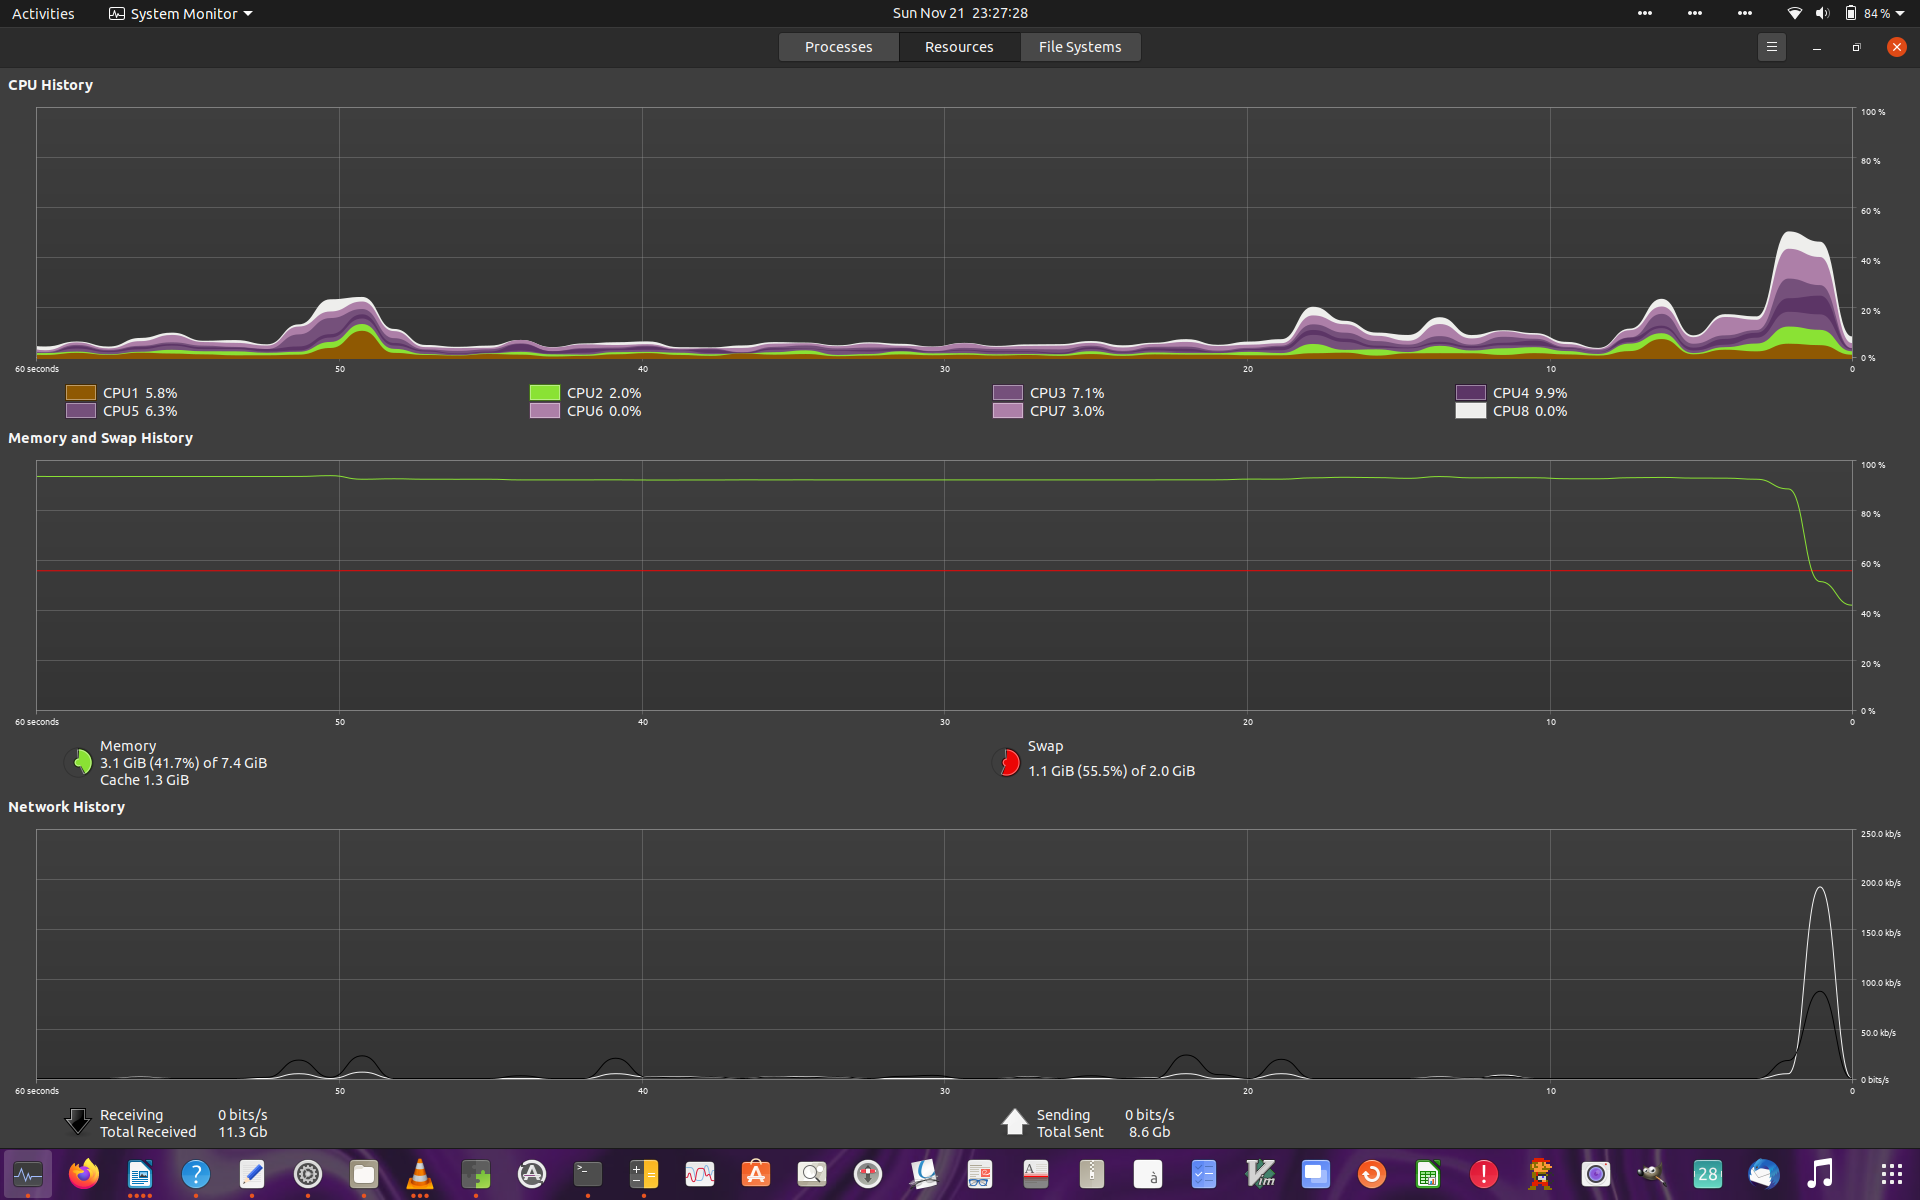 Activities
System Monitor
Sun Nov 21 23:27:28
84 %
Processes
Resources
File Systems
CPU History
100 %
80 %
60 %
40 %
20 %
0 %
60 seconds
50
40
30
20
10
0
CPU1 5.8%
CPU2 2.0%
CPU3 7.1%
CPU4 9.9%
CPU5 6.3%
CPU6 0.0%
CPU7 3.0%
CPU8 0.0%
Memory and Swap History
100 %
80 %
60 %
40 %
20 %
0 %
60 seconds
50
40
30
20
10
0
Memory
3.1 GiB (41.7%) of 7.4 GiB
Cache 1.3 GiB
Swap
1.1 GiB (55.5%) of 2.0 GiB
Network History
250.0 kb/s
200.0 kb/s
150.0 kb/s
100.0 kb/s
50.0 kb/s
0 bits/s
60 seconds
50
40
30
20
10
0
Receiving 0 bits/s
Total Received 11.3 Gb
Sending 0 bits/s
Total Sent 8.6 Gb
?
>_
A
à
Vim
!
28